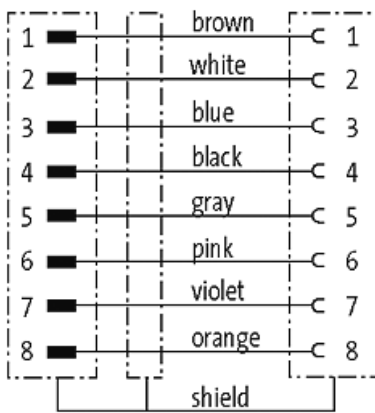 1 brown 1
2 white 2
3 blue 3
4 black 4
5 gray 5
6 pink 6
7 violet 7
8 orange 8
shield